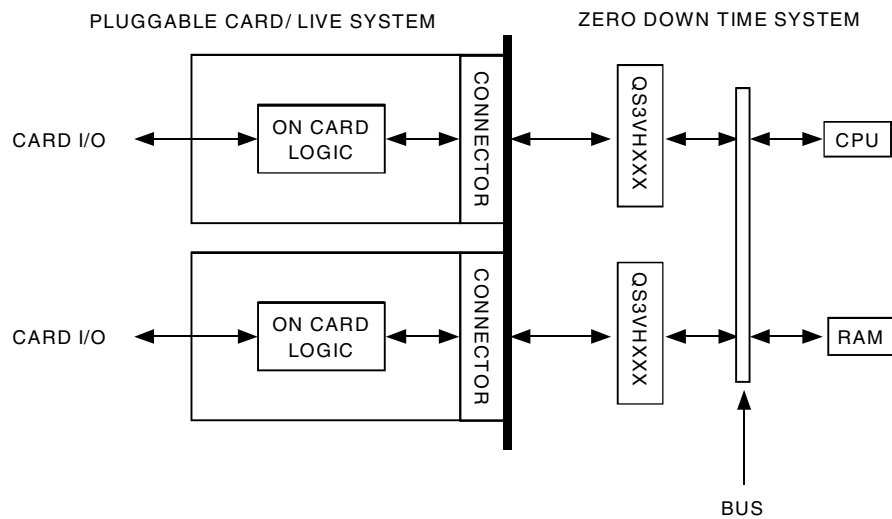 PLUGGABLE CARD/ LIVE SYSTEM
ZERO DOWN TIME SYSTEM
CARD I/O
ON CARD
LOGIC
CONNECTOR
QS3VHXXX
CPU
CARD I/O
ON CARD
LOGIC
CONNECTOR
QS3VHXXX
RAM
BUS